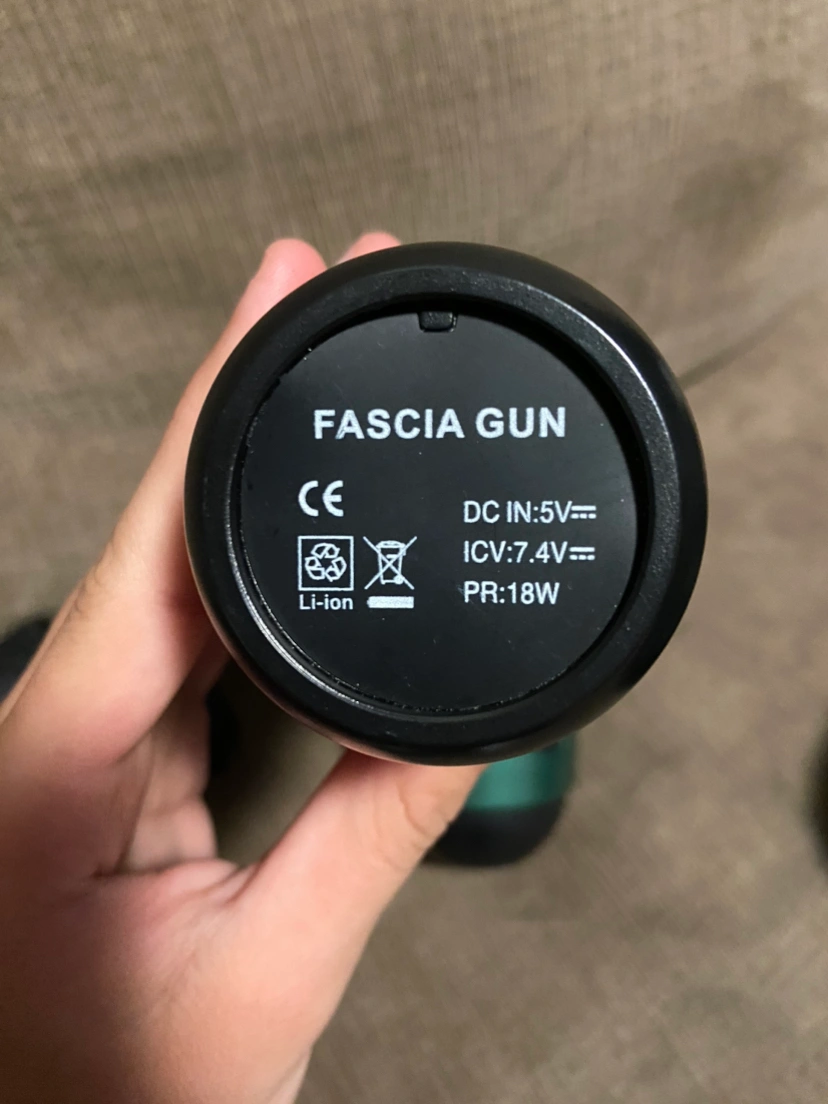 FASCIA GUN
CE
Li-ion
DC IN:5V⎓
ICV:7.4V⎓
PR:18W